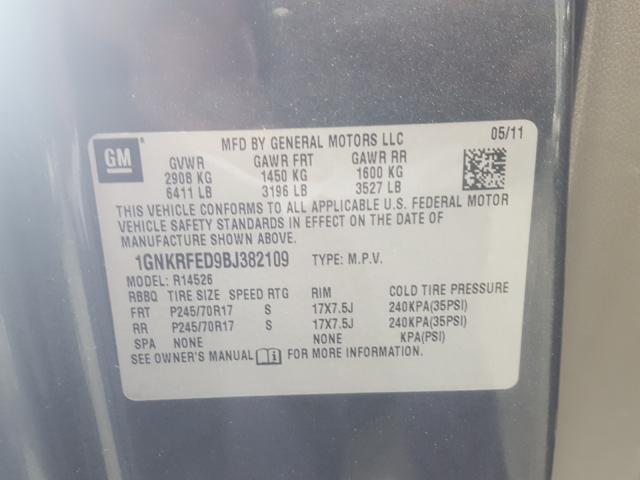 GM
MFD BY GENERAL MOTORS LLC 05/11
GVWR GAWR FRT GAWR RR
2908 KG 1450 KG 1600 KG
6411 LB 3196 LB 3527 LB
THIS VEHICLE CONFORMS TO ALL APPLICABLE U.S. FEDERAL MOTOR
VEHICLE SAFETY STANDARDS IN EFFECT ON THE DATE OF
MANUFACTURE SHOWN ABOVE.
1GNKRFED9BJ382109 TYPE: M.P.V.
MODEL: R14526
RBBQ TIRE SIZE SPEED RTG RIM COLD TIRE PRESSURE
FRT P245/70R17 S 17X7.5J 240KPA(35PSI)
RR P245/70R17 S 17X7.5J 240KPA(35PSI)
SPA NONE NONE KPA(PSI)
SEE OWNER'S MANUAL FOR MORE INFORMATION.